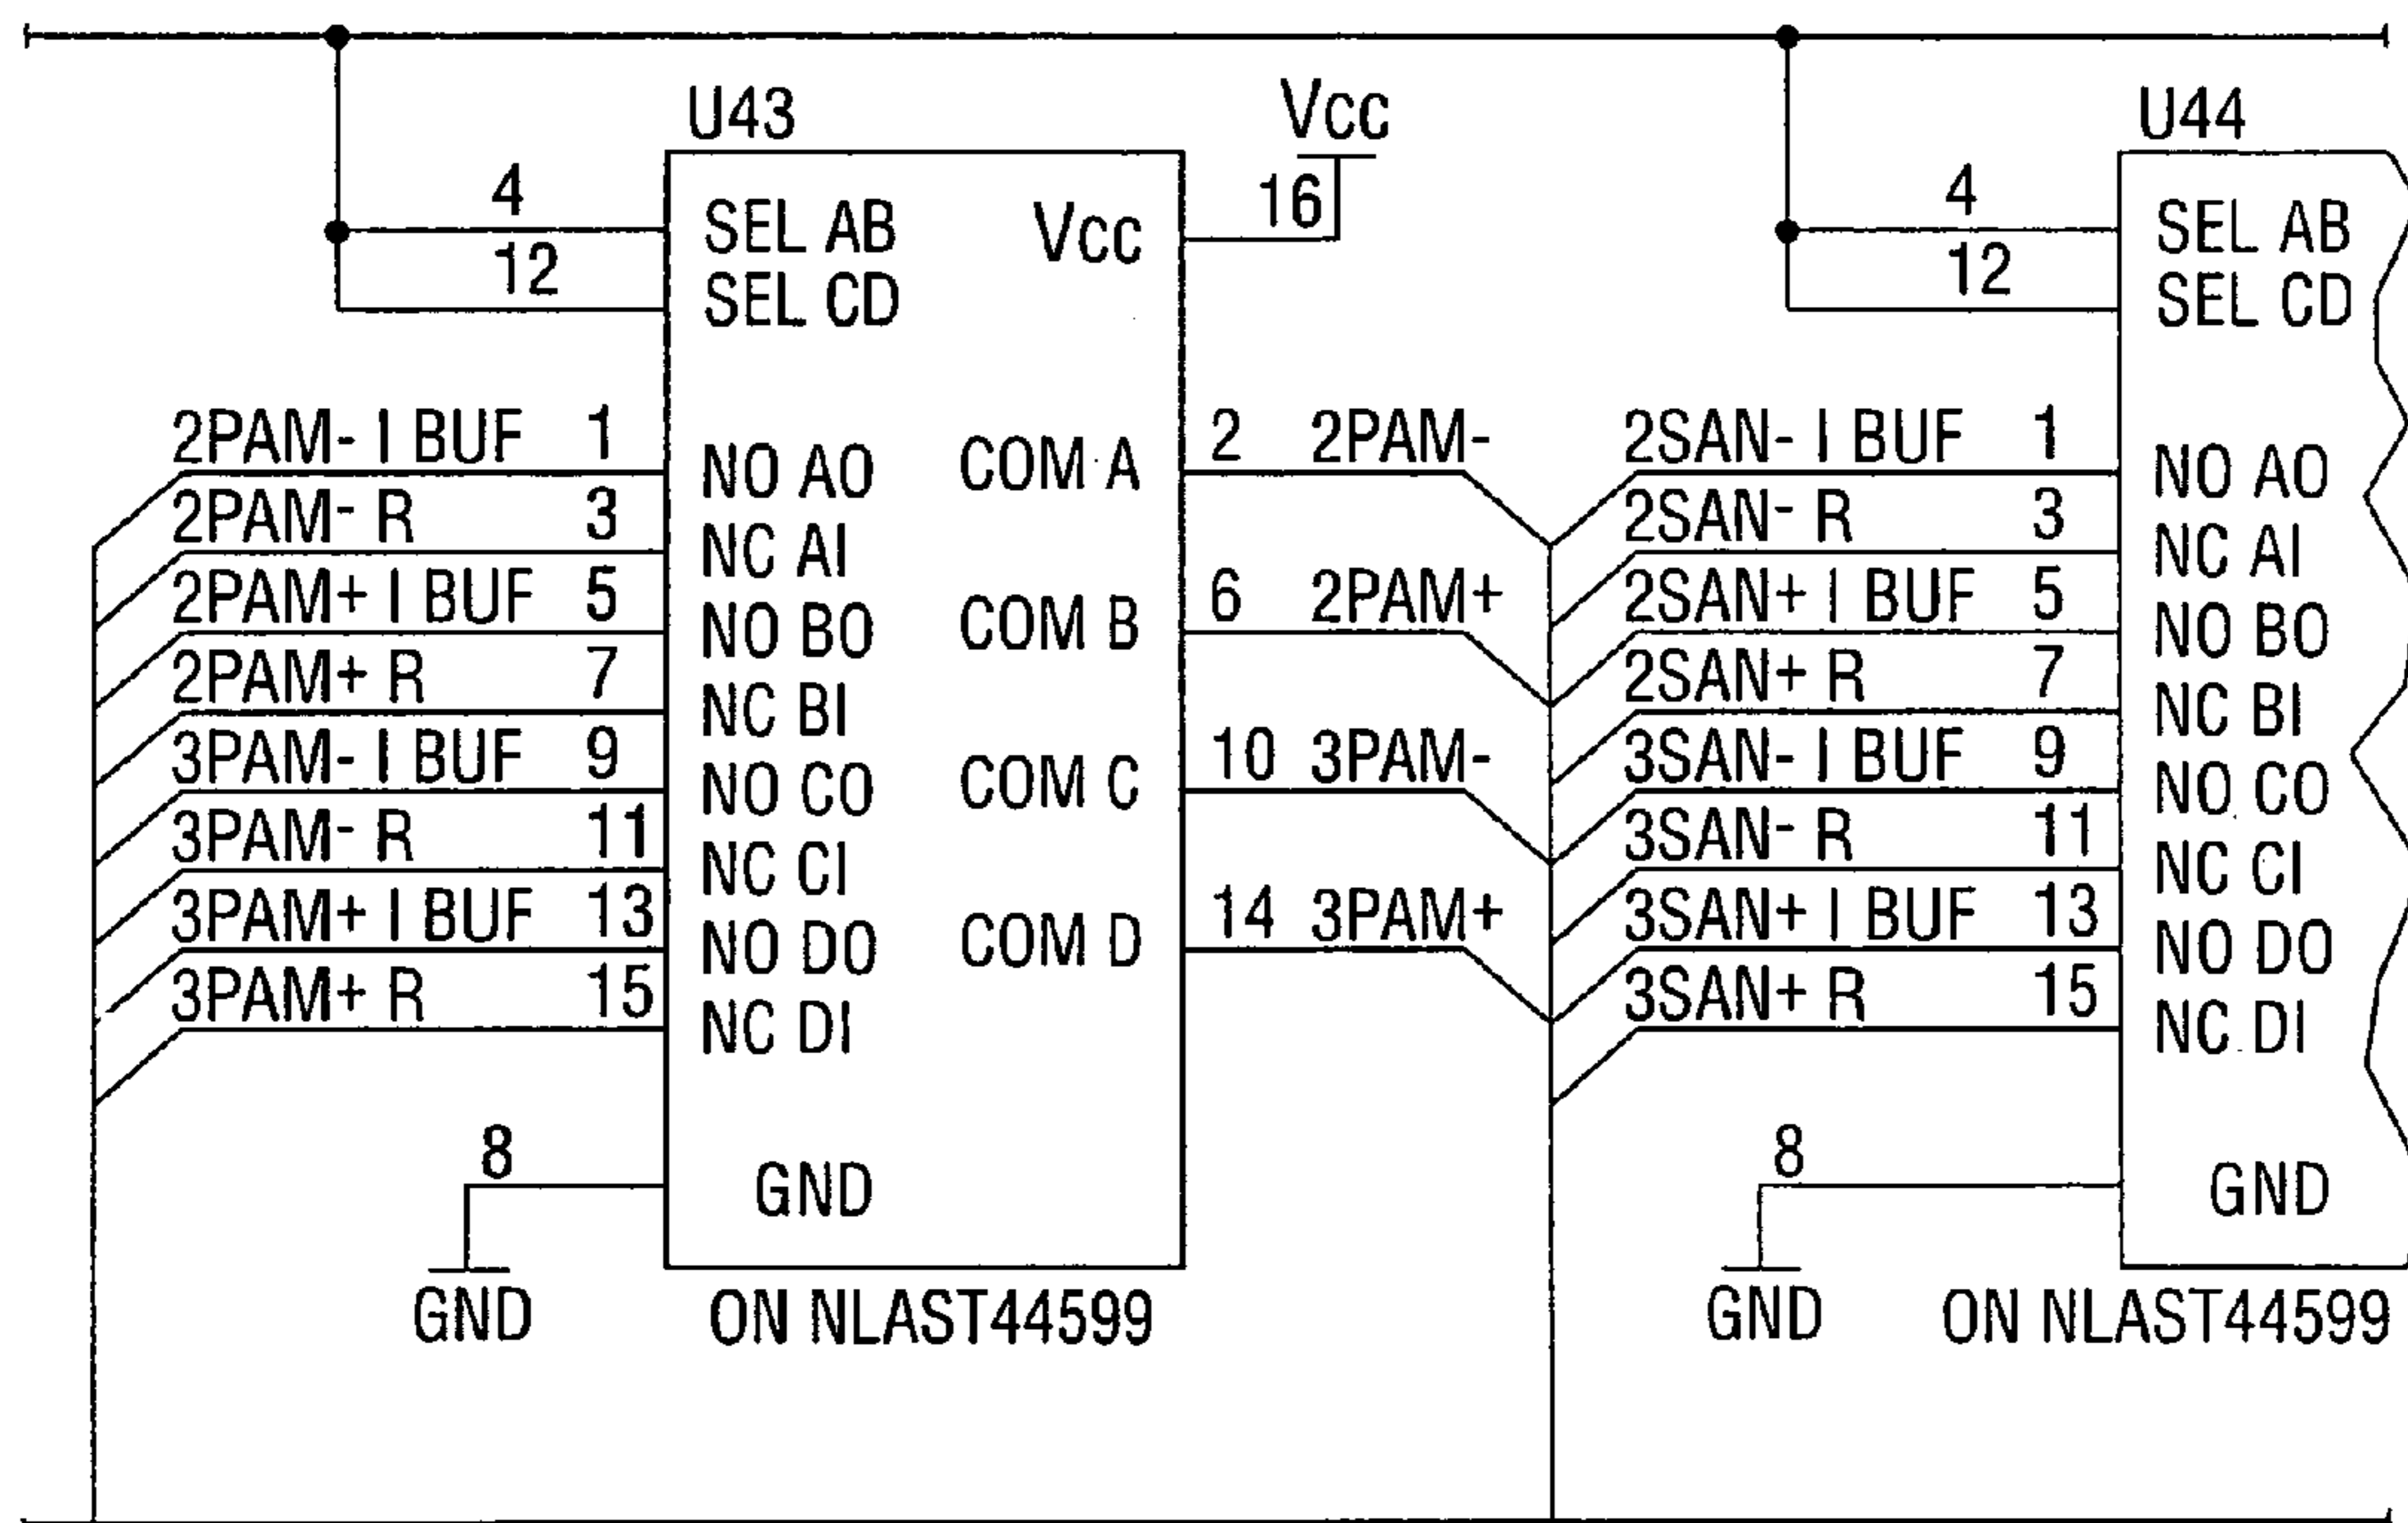 U43
Vcc
U44
4
SEL AB
Vcc
16
4
SEL AB
12
SEL CD
12
SEL CD
2PAM- I BUF 1
NO AO
COM A
2 2PAM-
2SAN- I BUF 1
NO AO
2PAM- R 3
NC AI
2SAN- R 3
NC AI
2PAM+ I BUF 5
NO BO
COM B
6 2PAM+
2SAN+ I BUF 5
NO BO
2PAM+ R 7
NC BI
2SAN+ R 7
NC BI
3PAM- I BUF 9
NO CO
COM C
10 3PAM-
3SAN- I BUF 9
NO CO
3PAM- R 11
NC CI
3SAN- R 11
NC CI
3PAM+ I BUF 13
NO DO
COM D
14 3PAM+
3SAN+ I BUF 13
NO DO
3PAM+ R 15
NC DI
3SAN+ R 15
NC DI
8
GND
8
GND
GND
ON NLAST44599
GND
ON NLAST44599